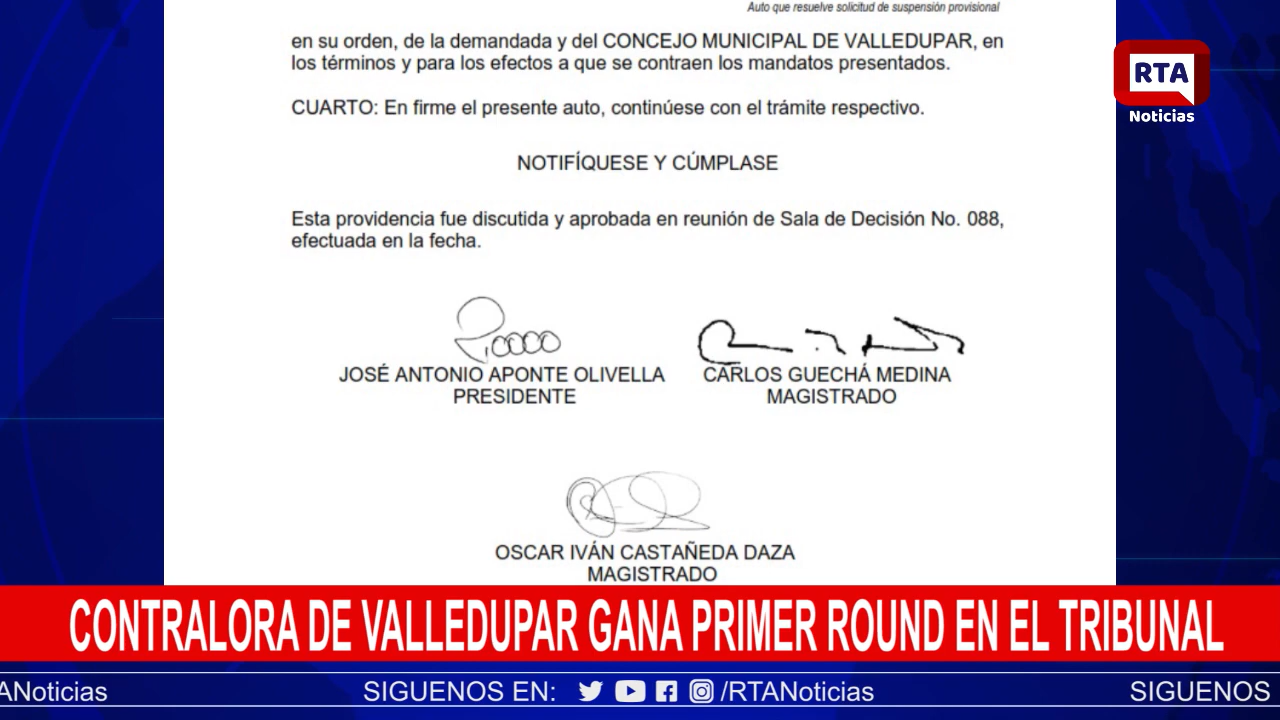 Auto que resuelve solicitud de suspensión provisional
en su orden, de la demandada y del CONCEJO MUNICIPAL DE VALLEDUPAR, en
los términos y para los efectos a que se contraen los mandatos presentados.
CUARTO: En firme el presente auto, continúese con el trámite respectivo.
NOTIFÍQUESE Y CÚMPLASE
Esta providencia fue discutida y aprobada en reunión de Sala de Decisión No. 088,
efectuada en la fecha.
JOSÉ ANTONIO APONTE OLIVELLA
PRESIDENTE
CARLOS GUECHÁ MEDINA
MAGISTRADO
OSCAR IVÁN CASTAÑEDA DAZA
MAGISTRADO
RTA
Noticias
CONTRALORA DE VALLEDUPAR GANA PRIMER ROUND EN EL TRIBUNAL
ANoticias SIGUENOS EN: /RTANoticias SIGUENOS